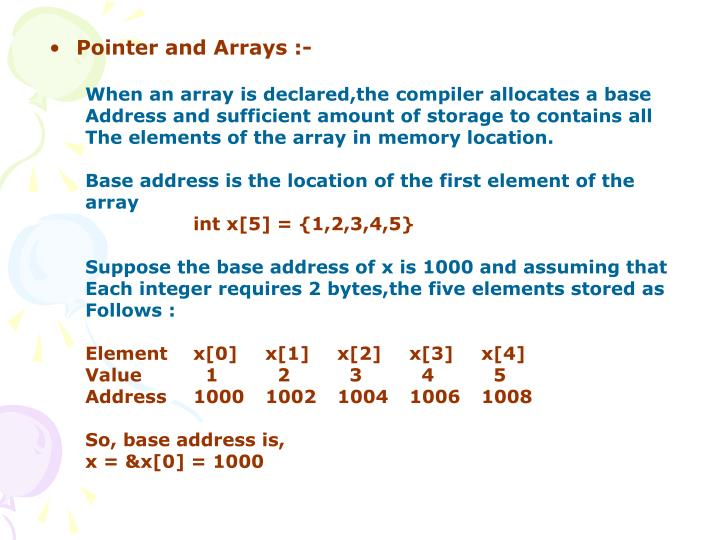 • Pointer and Arrays :-
When an array is declared,the compiler allocates a base
Address and sufficient amount of storage to contains all
The elements of the array in memory location.
Base address is the location of the first element of the
array
int x[5] = {1,2,3,4,5}
Suppose the base address of x is 1000 and assuming that
Each integer requires 2 bytes,the five elements stored as
Follows :
Element x[0] x[1] x[2] x[3] x[4]
Value 1 2 3 4 5
Address 1000 1002 1004 1006 1008
So, base address is,
x = &x[0] = 1000